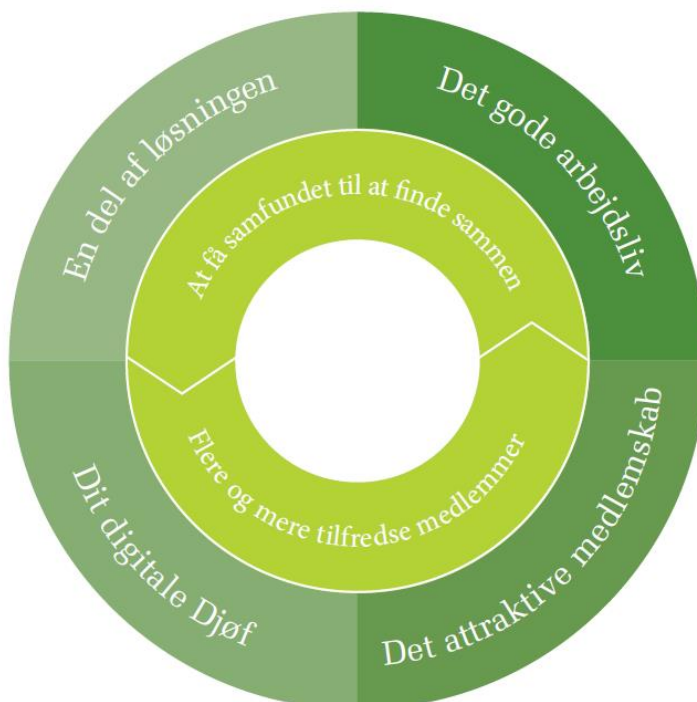 En del af løsningen
Det gode arbejdsliv
At få samfundet til at finde sammen
Flere og mere tilfredse medlemmer
Dit digitale Djøf
Det attraktive medlemskab